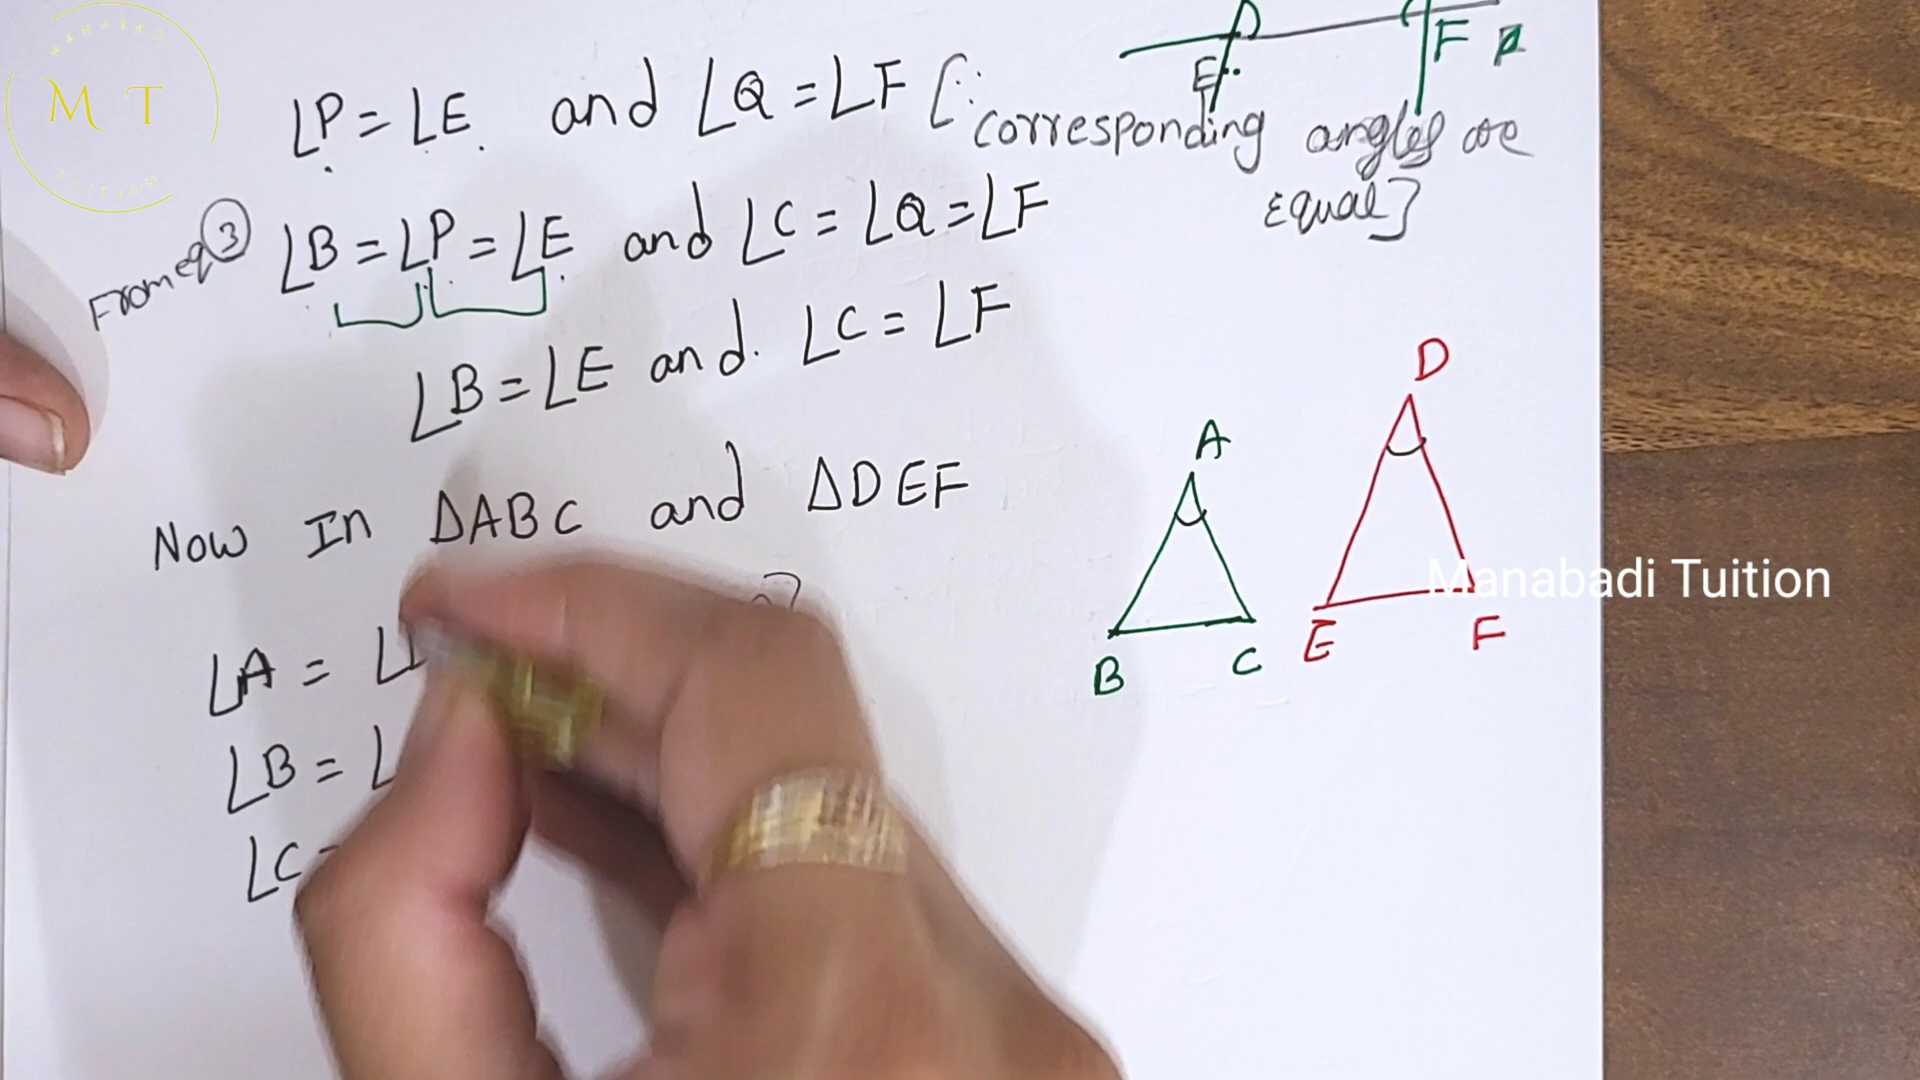 M T
F
E
∠P = ∠E and ∠Q = ∠F [∵
corresponding angles are
equal]
From eq ③ ∠B = ∠P = ∠E and ∠C = ∠Q = ∠F
∠B = ∠E and. ∠C = ∠F
D
A
Now In ΔABC and ΔDEF
Manabadi Tuition
∠A = ∠
E F
B C
∠B = ∠
∠C =